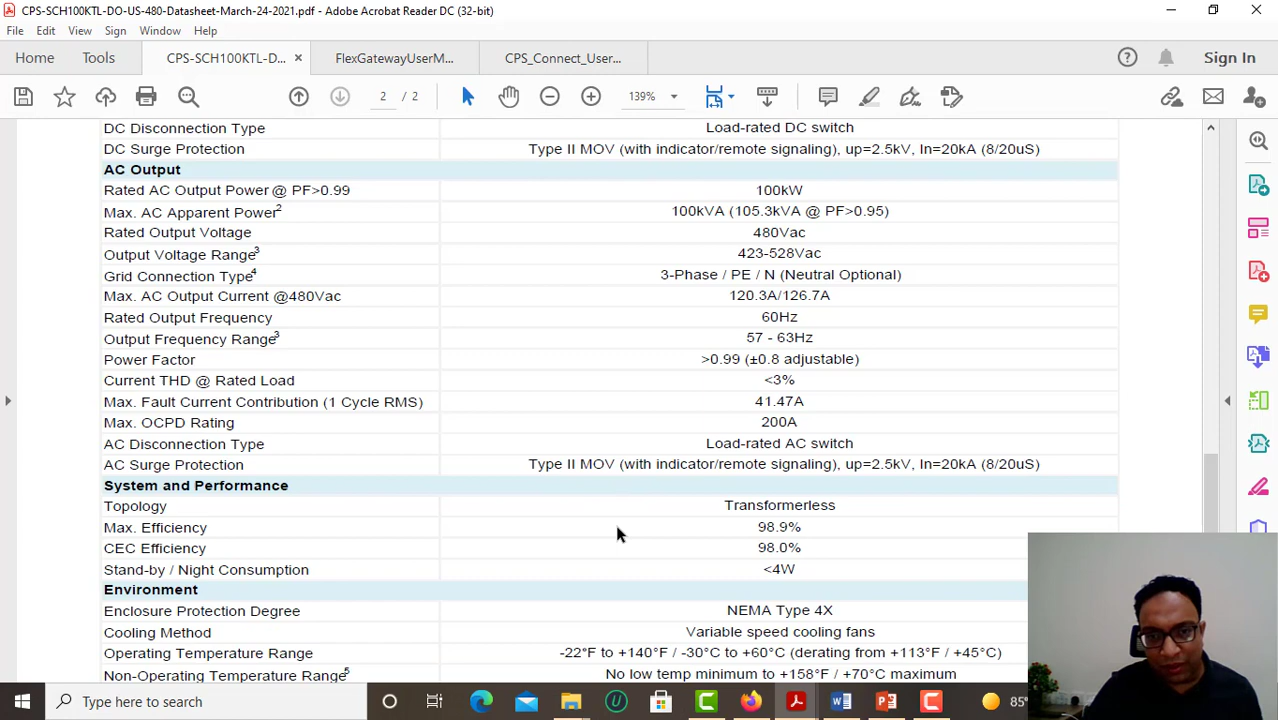 CPS-SCH100KTL-DO-US-480-Datasheet-March-24-2021.pdf - Adobe Acrobat Reader DC (32-bit)
File Edit View Sign Window Help
Home Tools CPS-SCH100KTL-D... × FlexGatewayUserM... CPS_Connect_User... Sign In
2 / 2 139%
DC Disconnection Type Load-rated DC switch
DC Surge Protection Type II MOV (with indicator/remote signaling), up=2.5kV, In=20kA (8/20uS)
AC Output
Rated AC Output Power @ PF>0.99 100kW
Max. AC Apparent Power2 100kVA (105.3kVA @ PF>0.95)
Rated Output Voltage 480Vac
Output Voltage Range3 423-528Vac
Grid Connection Type4 3-Phase / PE / N (Neutral Optional)
Max. AC Output Current @480Vac 120.3A/126.7A
Rated Output Frequency 60Hz
Output Frequency Range3 57 - 63Hz
Power Factor >0.99 (±0.8 adjustable)
Current THD @ Rated Load <3%
Max. Fault Current Contribution (1 Cycle RMS) 41.47A
Max. OCPD Rating 200A
AC Disconnection Type Load-rated AC switch
AC Surge Protection Type II MOV (with indicator/remote signaling), up=2.5kV, In=20kA (8/20uS)
System and Performance
Topology Transformerless
Max. Efficiency 98.9%
CEC Efficiency 98.0%
Stand-by / Night Consumption <4W
Environment
Enclosure Protection Degree NEMA Type 4X
Cooling Method Variable speed cooling fans
Operating Temperature Range -22°F to +140°F / -30°C to +60°C (derating from +113°F / +45°C)
Non-Operating Temperature Range5 No low temp minimum to +158°F / +70°C maximum
Type here to search 85°